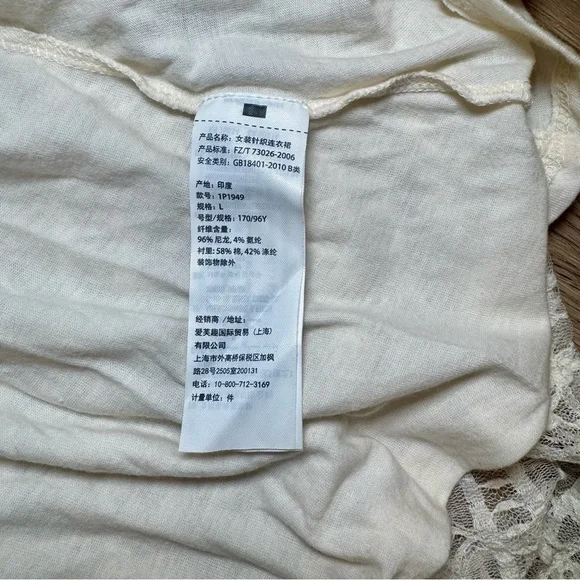 产品名称: 女装针织连衣裙
产品标准: FZ/T 73026-2006
安全类别: GB18401-2010 B类
产地: 印度
款号: 1P1949
规格: L
号型/规格: 170/96Y
纤维含量:
96% 尼龙, 4% 氨纶
衬里: 58% 棉, 42% 涤纶
装饰物除外
经销商 /地址:
爱芙趣国际贸易 (上海)
有限公司
上海市外高桥保税区加枫
路28号2505室200131
电话: 10-800-712-3169
计量单位: 件